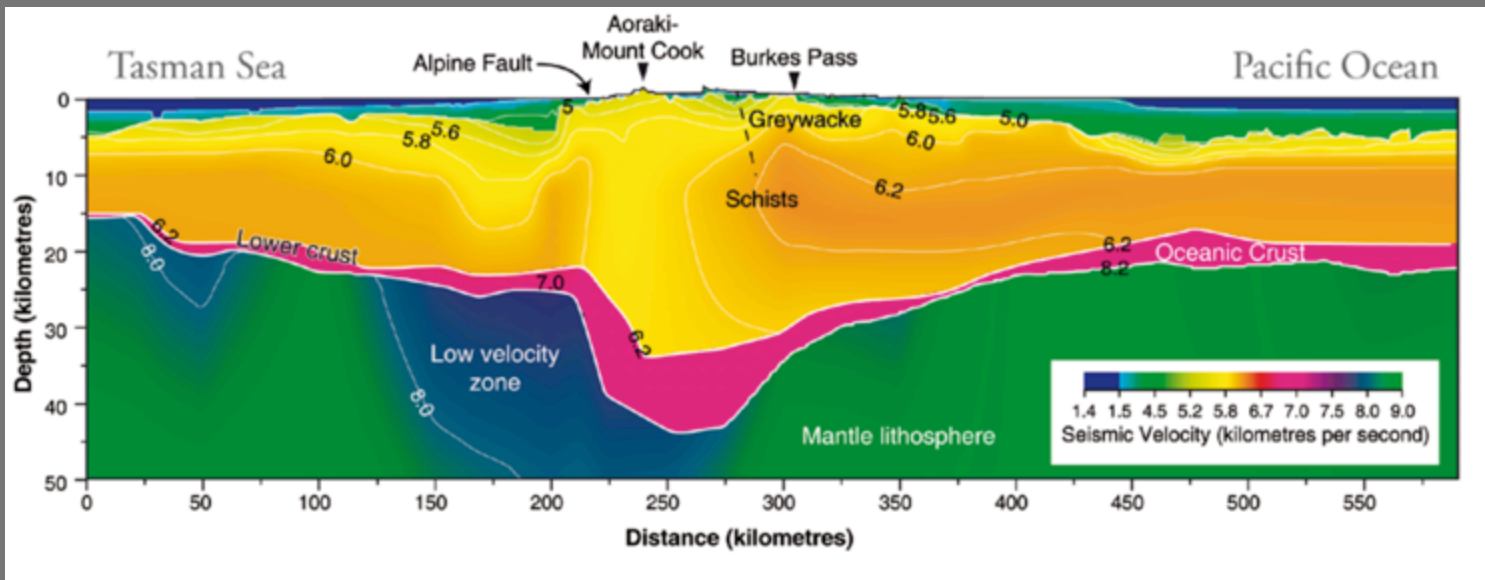 Aoraki-
Mount Cook
Tasman Sea
Alpine Fault
Burkes Pass
Pacific Ocean
0
10
20
30
40
50
Depth (kilometres)
5
5.6
5.8
6.0
Greywacke
5.8
5.6
5.0
6.0
6.2
Schists
6.2
8.0
Lower crust
7.0
6.2
6.2
Oceanic Crust
8.2
Low velocity
zone
8.0
Mantle lithosphere
1.4 1.5 4.5 5.2 5.8 6.7 7.0 7.5 8.0 9.0
Seismic Velocity (kilometres per second)
0 50 100 150 200 250 300 350 400 450 500 550
Distance (kilometres)